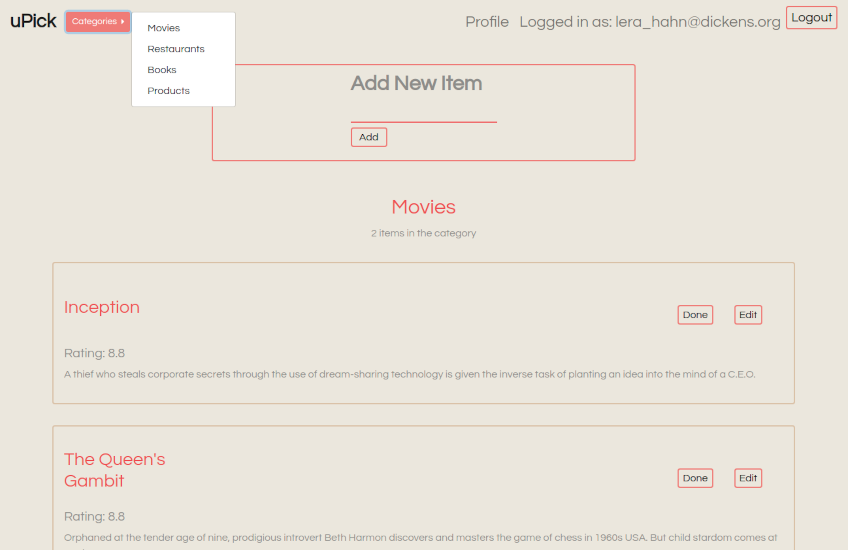 uPick Categories Profile Logged in as: lera_hahn@dickens.org Logout
Movies
Restaurants
Books
Products
Add New Item
Add
Movies
2 items in the category
Inception Done Edit
Rating: 8.8
A thief who steals corporate secrets through the use of dream-sharing technology is given the inverse task of planting an idea into the mind of a C.E.O.
The Queen's
Gambit Done Edit
Rating: 8.8
Orphaned at the tender age of nine, prodigious introvert Beth Harmon discovers and masters the game of chess in 1960s USA. But child stardom comes at